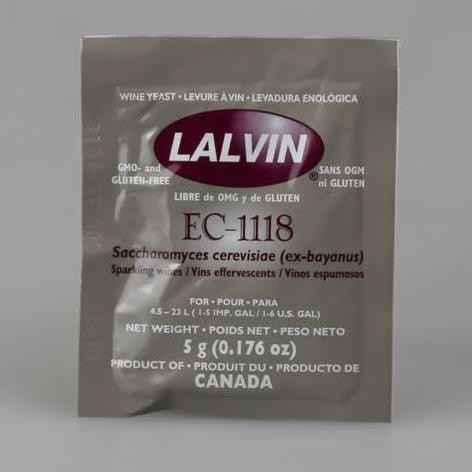 WINE YEAST • LEVURE À VIN • LEVADURA ENOLÓGICA
LALVIN®
GMO- and
GLUTEN-FREE
SANS OGM
ni GLUTEN
LIBRE de OMG y de GLUTEN
EC-1118
Saccharomyces cerevisiae (ex-bayanus)
Sparkling wines / Vins effervescents / Vinos espumosos
FOR • POUR • PARA
4.5 – 23 L ( 1-5 IMP. GAL / 1-6 U.S. GAL)
NET WEIGHT • POIDS NET • PESO NETO
5 g (0.176 oz)
PRODUCT OF • PRODUIT DU • PRODUCTO DE
CANADA